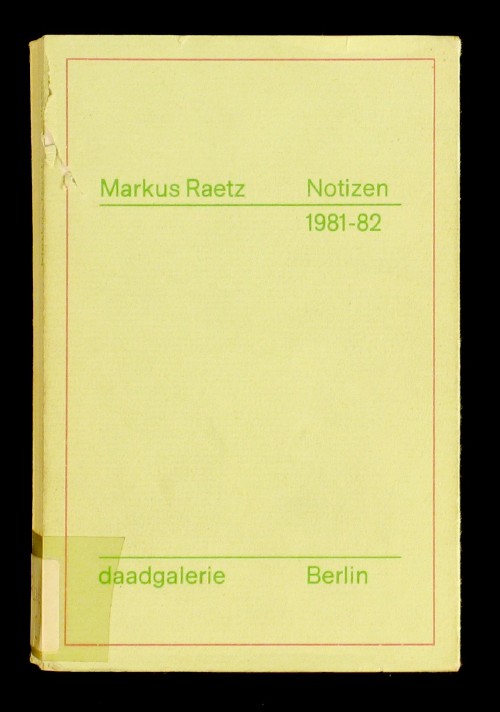 Markus Raetz Notizen
1981-82
daadgalerie Berlin